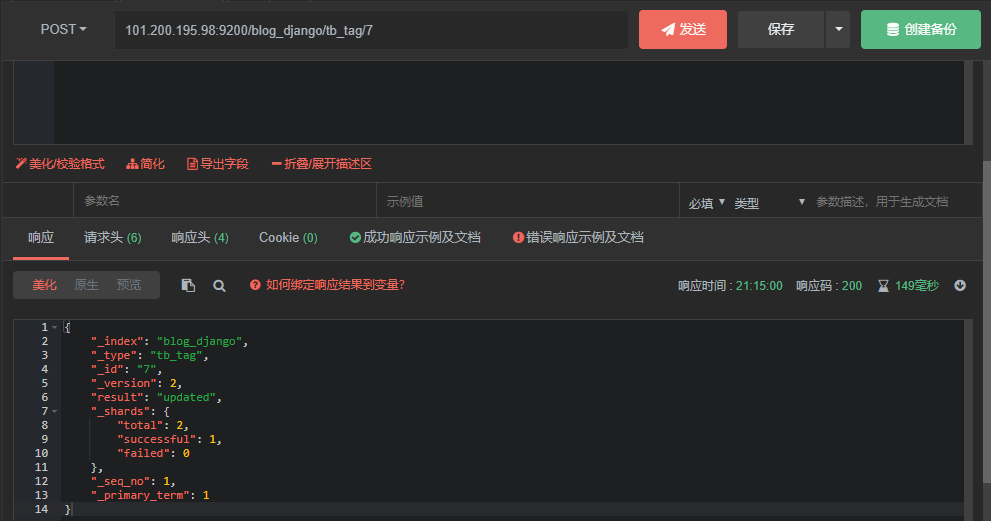 POST 101.200.195.98:9200/blog_django/tb_tag/7 发送 保存 创建备份
美化/校验格式 简化 导出字段 折叠/展开描述区
参数名 示例值 必填 类型 参数描述，用于生成文档
响应 请求头 (6) 响应头 (4) Cookie (0) 成功响应示例及文档 错误响应示例及文档
美化 原生 预览 如何绑定响应结果到变量? 响应时间 : 21:15:00 响应码 : 200 149毫秒
1 {
2 "_index": "blog_django",
3 "_type": "tb_tag",
4 "_id": "7",
5 "_version": 2,
6 "result": "updated",
7 "_shards": {
8 "total": 2,
9 "successful": 1,
10 "failed": 0
11 },
12 "_seq_no": 1,
13 "_primary_term": 1
14 }